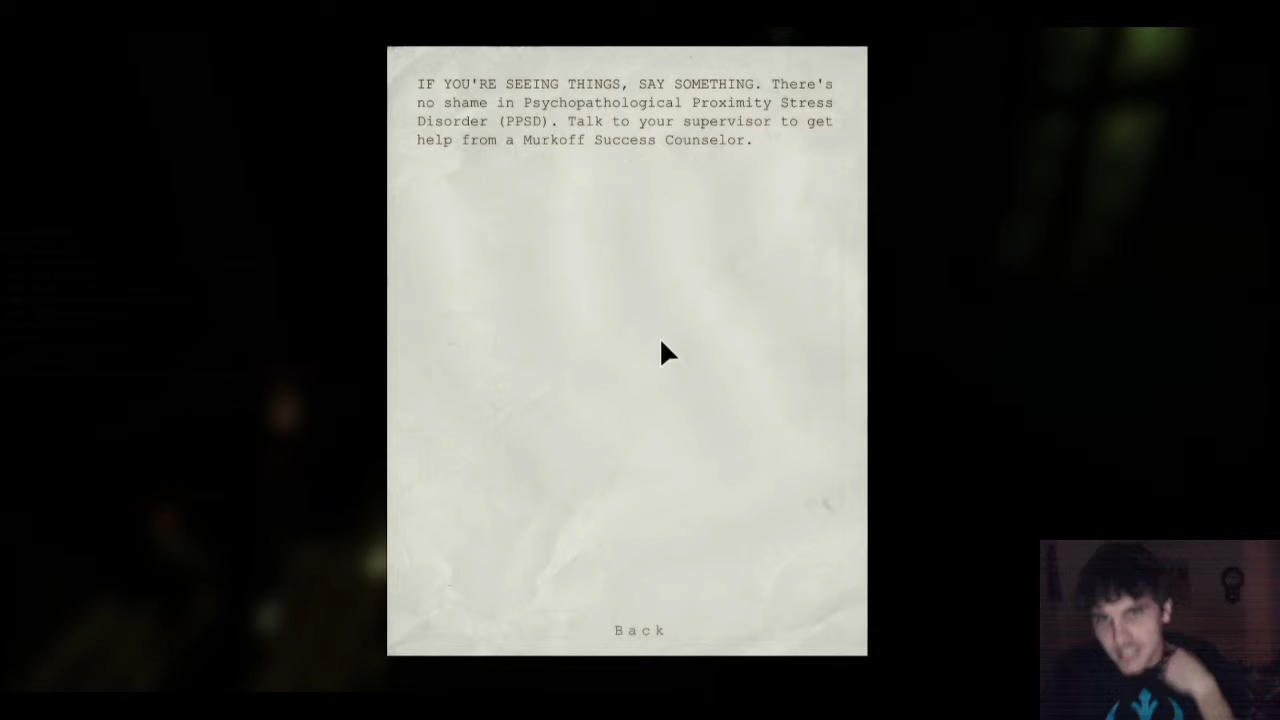 IF YOU'RE SEEING THINGS, SAY SOMETHING. There's
no shame in Psychopathological Proximity Stress
Disorder (PPSD). Talk to your supervisor to get
help from a Murkoff Success Counselor.
Back